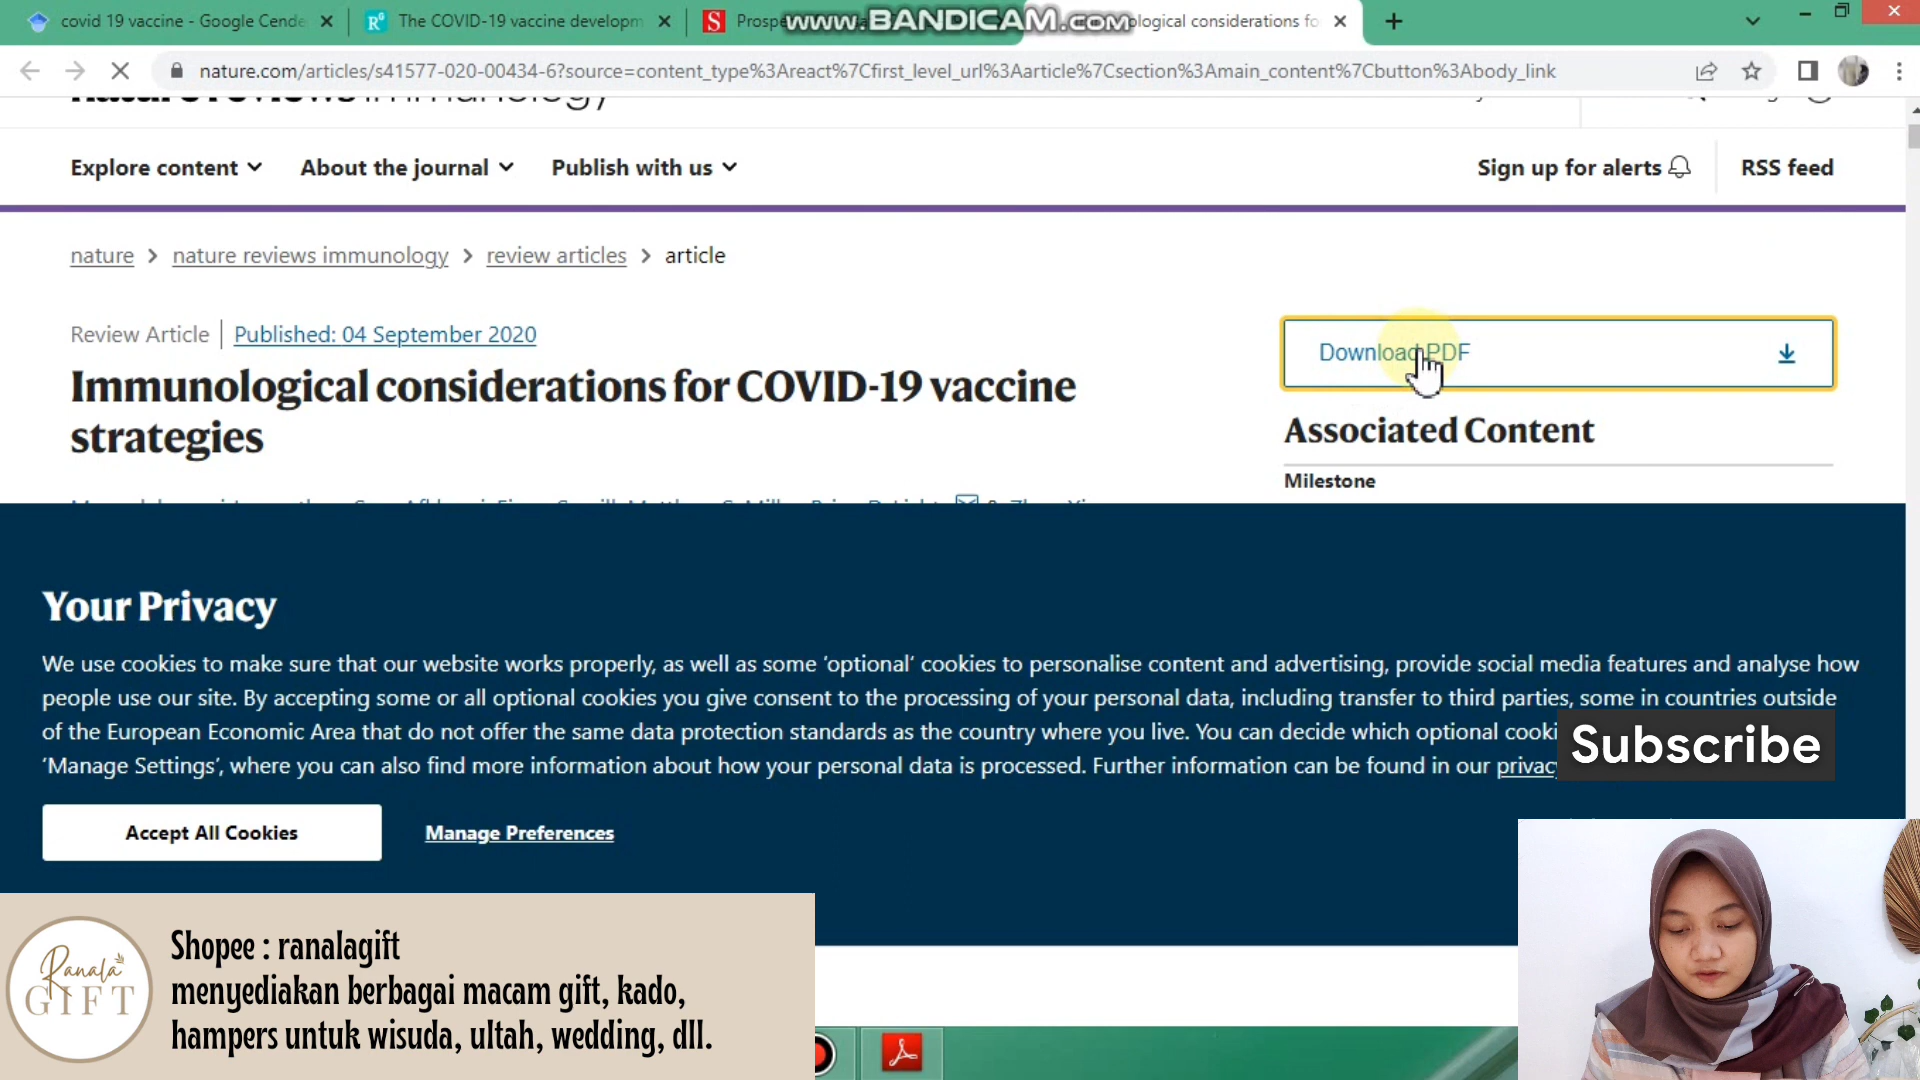 covid 19 vaccine - Google Cende
The COVID-19 vaccine developm
Prosp
ological considerations fo
www.BANDICAM.com
nature.com/articles/s41577-020-00434-6?source=content_type%3Areact%7Cfirst_level_url%3Aarticle%7Csection%3Amain_content%7Cbutton%3Abody_link
nature reviews immunology
Explore content
About the journal
Publish with us
Sign up for alerts
RSS feed
nature > nature reviews immunology > review articles > article
Review Article | Published: 04 September 2020
Immunological considerations for COVID-19 vaccine
strategies
Download PDF
Associated Content
Milestone
Your Privacy
We use cookies to make sure that our website works properly, as well as some ‘optional’ cookies to personalise content and advertising, provide social media features and analyse how
people use our site. By accepting some or all optional cookies you give consent to the processing of your personal data, including transfer to third parties, some in countries outside
of the European Economic Area that do not offer the same data protection standards as the country where you live. You can decide which optional cooki
‘Manage Settings’, where you can also find more information about how your personal data is processed. Further information can be found in our privac
Subscribe
Accept All Cookies
Manage Preferences
Ranala
GIFT
Shopee : ranalagift
menyediakan berbagai macam gift, kado,
hampers untuk wisuda, ultah, wedding, dll.